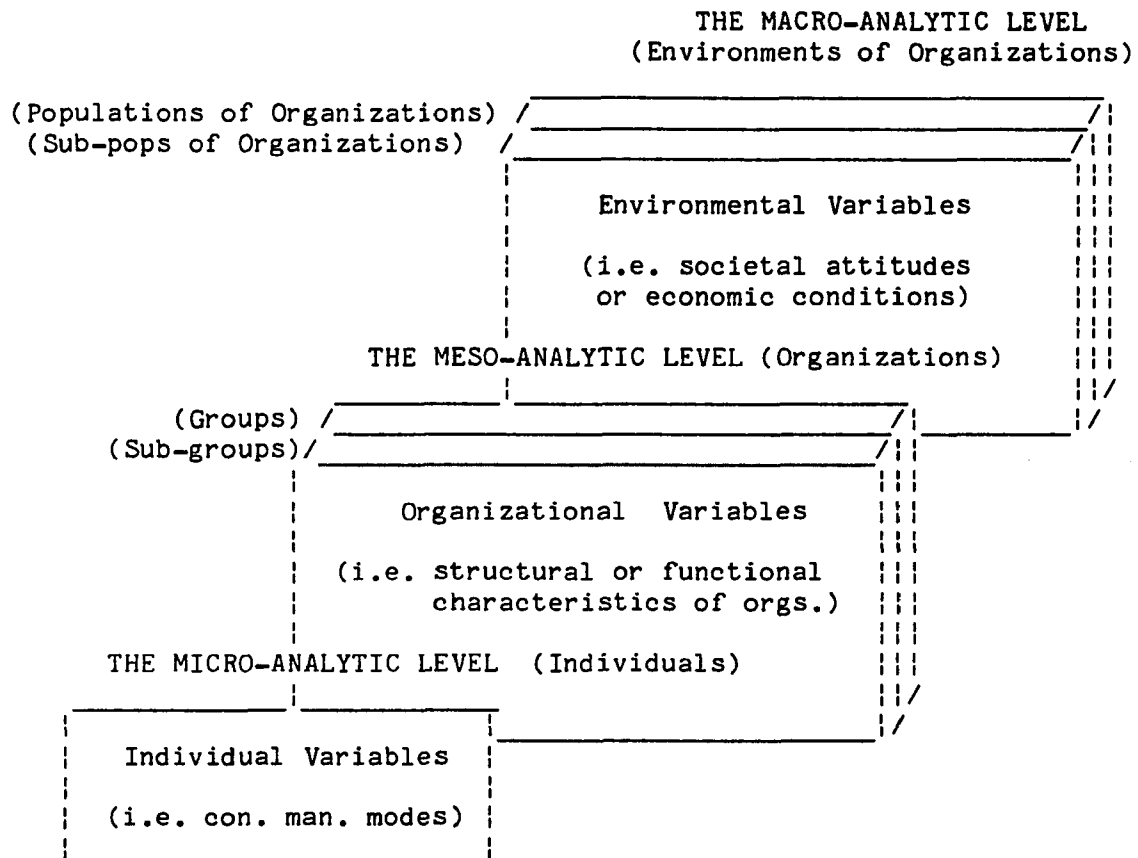 THE MACRO-ANALYTIC LEVEL
(Environments of Organizations)
(Populations of Organizations)
(Sub-pops of Organizations)
Environmental Variables
(i.e. societal attitudes
or economic conditions)
THE MESO-ANALYTIC LEVEL (Organizations)
(Groups)
(Sub-groups)
Organizational Variables
(i.e. structural or functional
characteristics of orgs.)
THE MICRO-ANALYTIC LEVEL (Individuals)
Individual Variables
(i.e. con. man. modes)